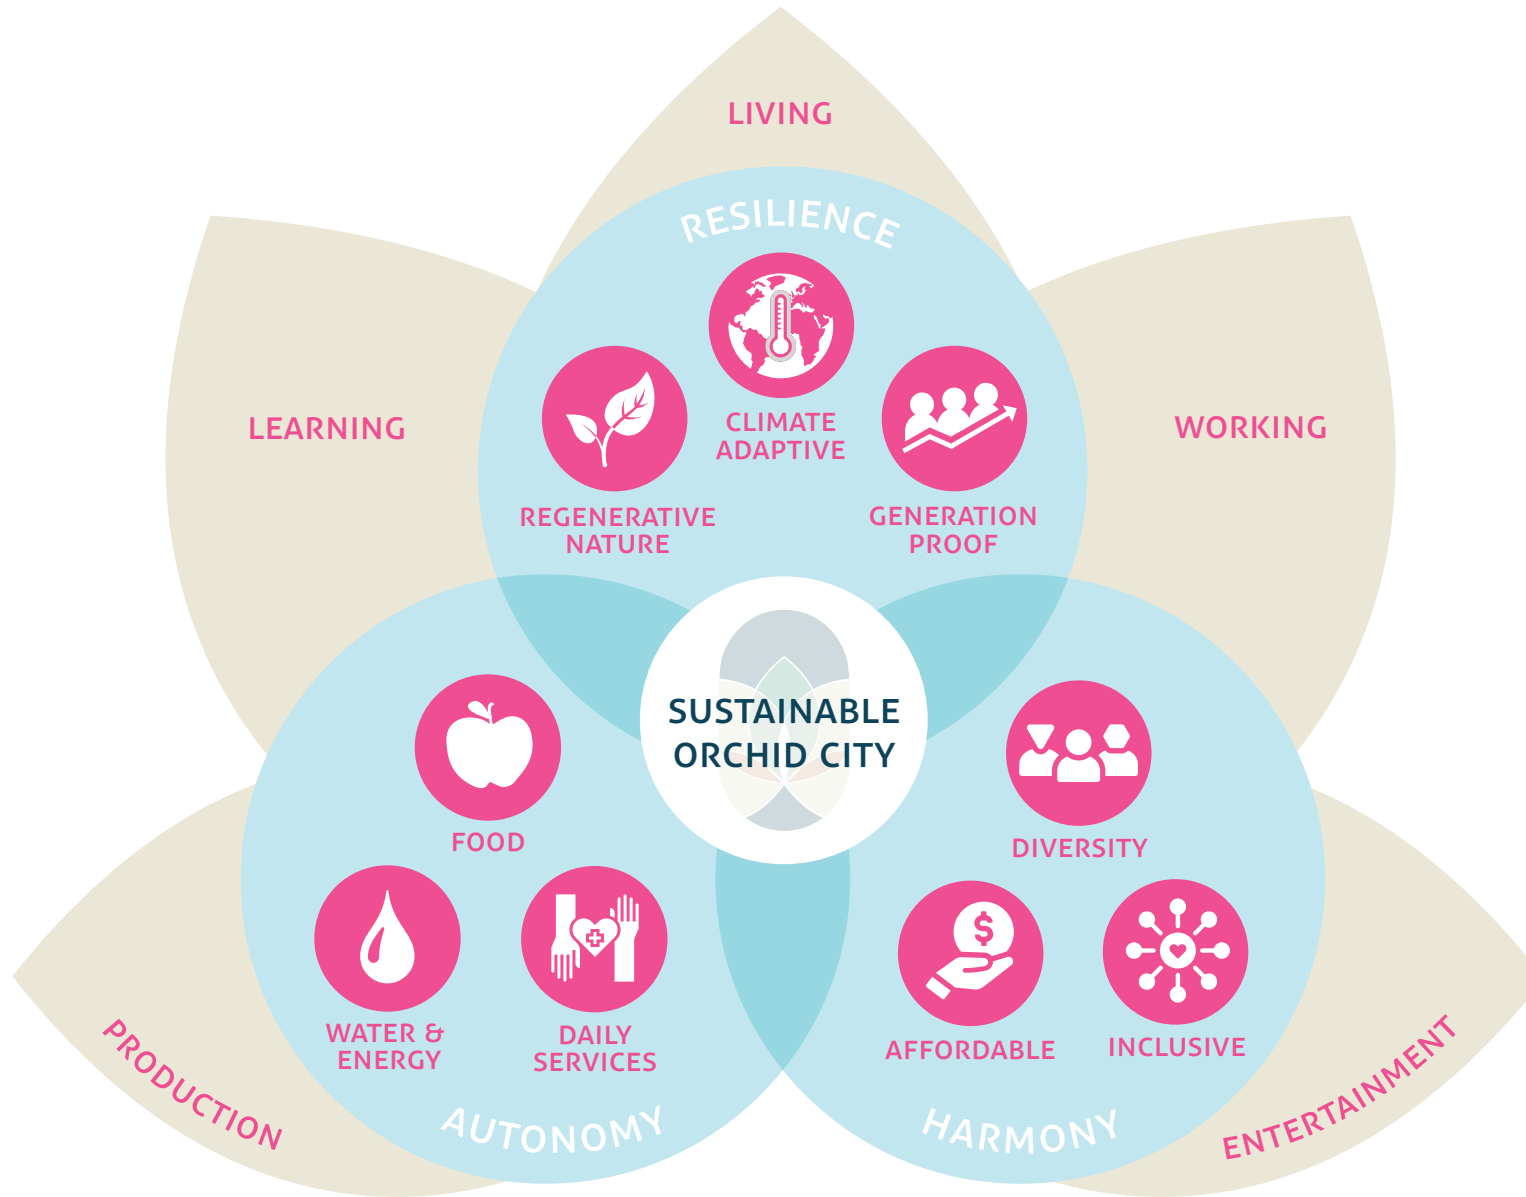 LIVING
RESILIENCE
LEARNING
WORKING
CLIMATE
ADAPTIVE
REGENERATIVE
NATURE
GENERATION
PROOF
SUSTAINABLE
ORCHID CITY
FOOD
DIVERSITY
WATER &
ENERGY
DAILY
SERVICES
$
AFFORDABLE
INCLUSIVE
PRODUCTION
AUTONOMY
HARMONY
ENTERTAINMENT